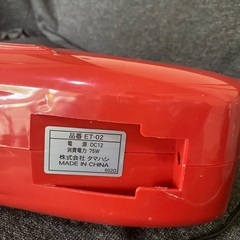 品番 ET-02
電 源 DC12
消費電力 75W
株式会社 タマハシ
MADE IN CHINA